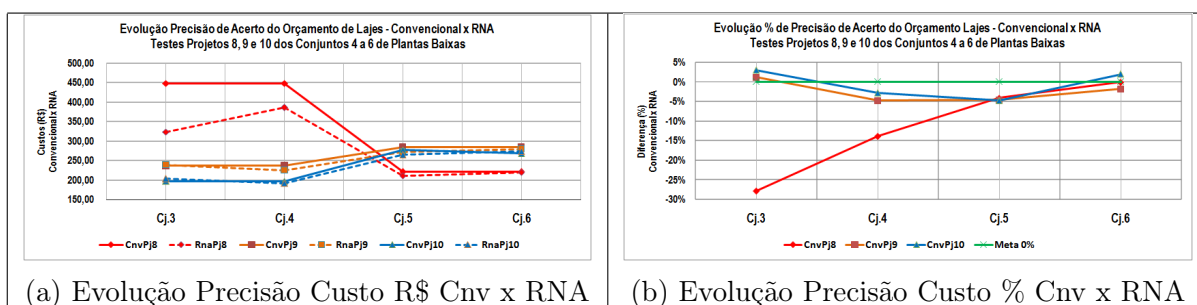 Evolução Precisão de Acerto do Orçamento de Lajes - Convencional x RNA
Testes Projetos 8, 9 e 10 dos Conjuntos 4 a 6 de Plantas Baixas
Custos (R$)
Convencional x RNA
500,00
450,00
400,00
350,00
300,00
250,00
200,00
150,00
Cj.3 Cj.4 Cj.5 Cj.6
CnvPj8 RnaPj8 CnvPj9 RnaPj9 CnvPj10 RnaPj10
(a) Evolução Precisão Custo R$ Cnv x RNA
Evolução % de Precisão de Acerto do Orçamento de Lajes - Convencional x RNA
Testes Projetos 8, 9 e 10 dos Conjuntos 4 a 6 de Plantas Baixas
Diferença (%)
Convencional x RNA
5%
0%
-5%
-10%
-15%
-20%
-25%
-30%
Cj.3 Cj.4 Cj.5 Cj.6
CnvPj8 CnvPj9 CnvPj10 Meta 0%
(b) Evolução Precisão Custo % Cnv x RNA